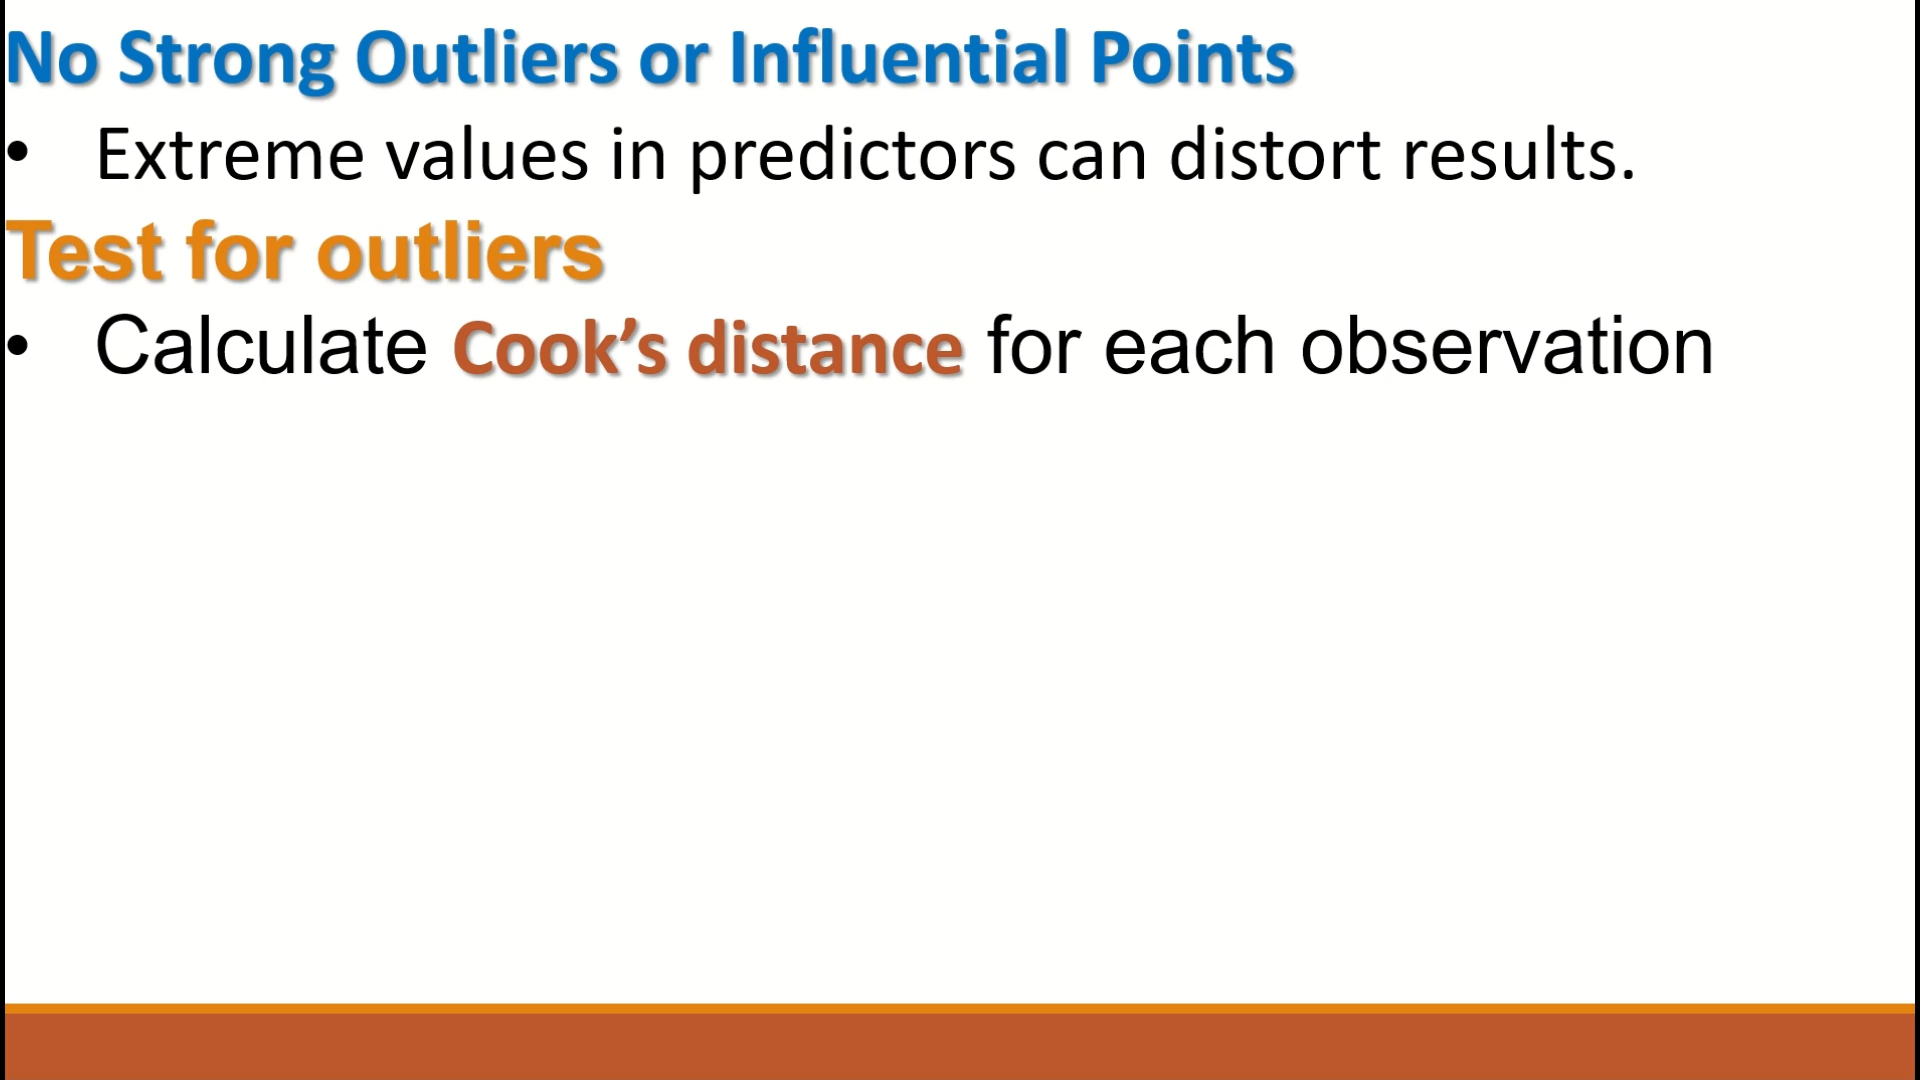 No Strong Outliers or Influential Points
• Extreme values in predictors can distort results.
Test for outliers
• Calculate Cook’s distance for each observation